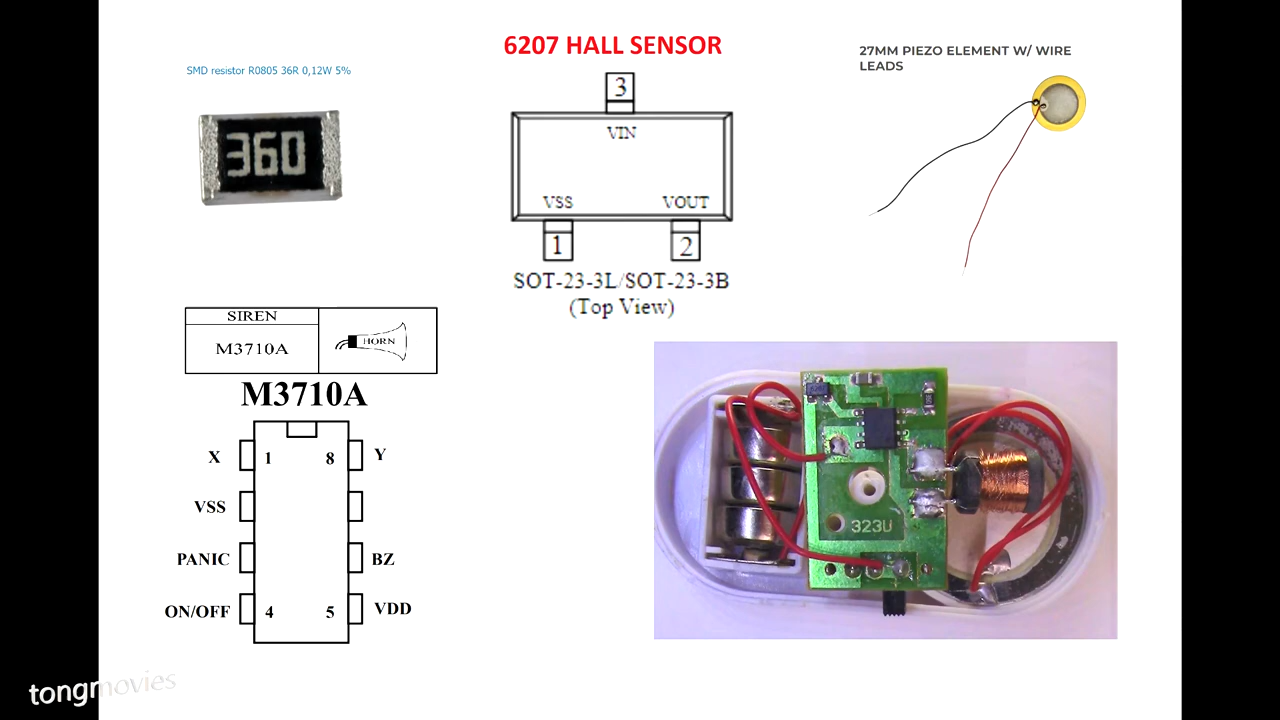 SMD resistor R0805 36R 0,12W 5%
360
6207 HALL SENSOR
3
VIN
VSS
VOUT
1
2
SOT-23-3L/SOT-23-3B
(Top View)
27MM PIEZO ELEMENT W/ WIRE
LEADS
SIREN
M3710A
HORN
M3710A
X
1
8
Y
VSS
PANIC
BZ
ON/OFF
4
5
VDD
323U
tongmovies